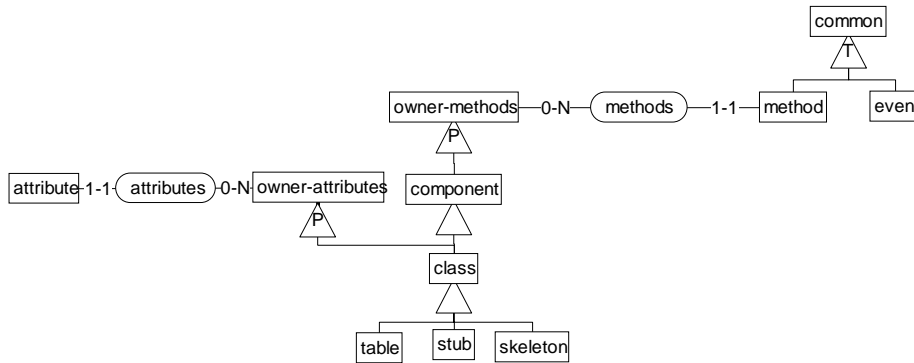 common
T
owner-methods
0-N
methods
1-1
method
even
P
attribute
1-1
attributes
0-N
owner-attributes
component
P
class
table
stub
skeleton